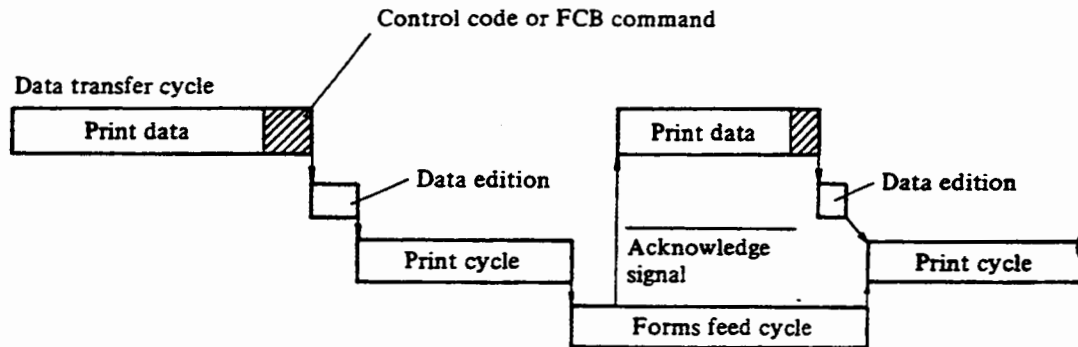 Control code or FCB command
Data transfer cycle
Print data
Print data
Data edition
Data edition
Acknowledge
signal
Print cycle
Print cycle
Forms feed cycle